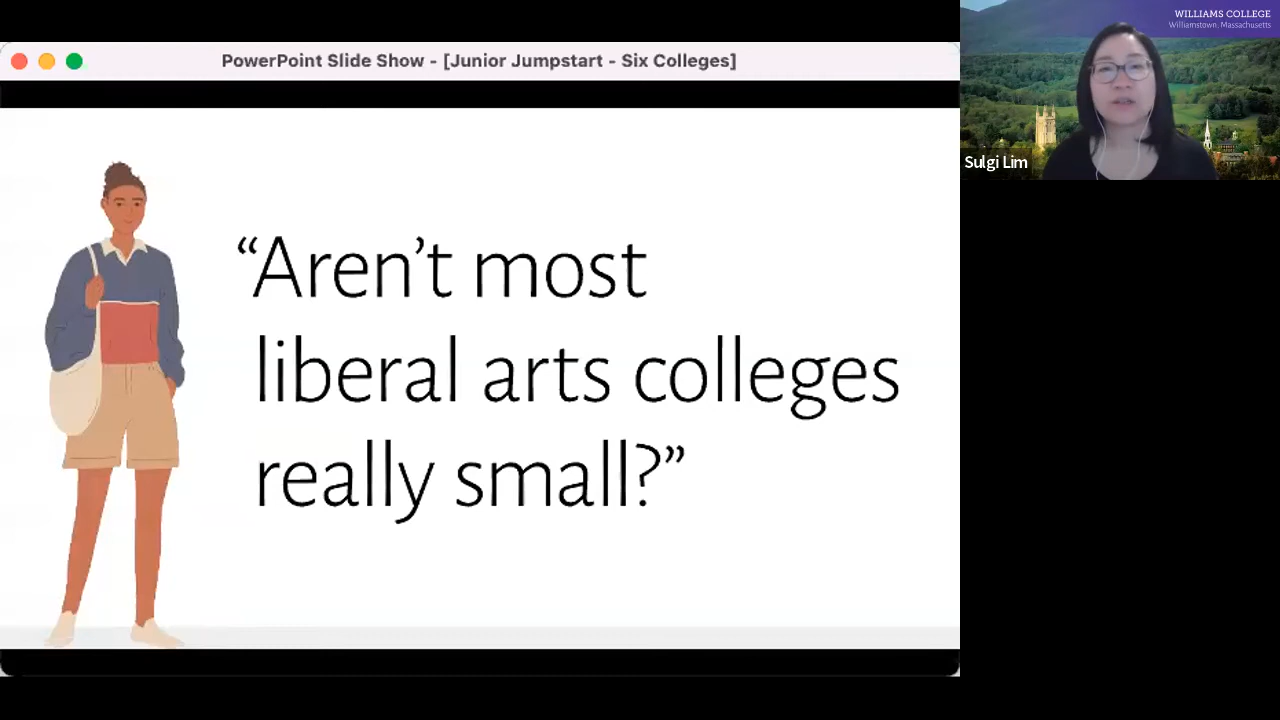 PowerPoint Slide Show - [Junior Jumpstart - Six Colleges]
“Aren’t most
liberal arts colleges
really small?”
WILLIAMS COLLEGE
Williamstown, Massachusetts
Sulgi Lim